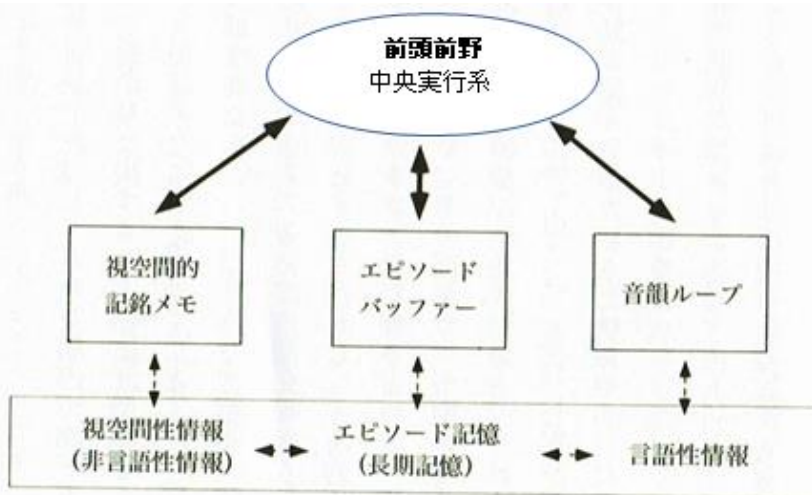 前頭前野
中央実行系
視空間的
記銘メモ
エピソード
バッファー
音韻ループ
視空間性情報
(非言語性情報)
エピソード記憶
(長期記憶)
言語性情報